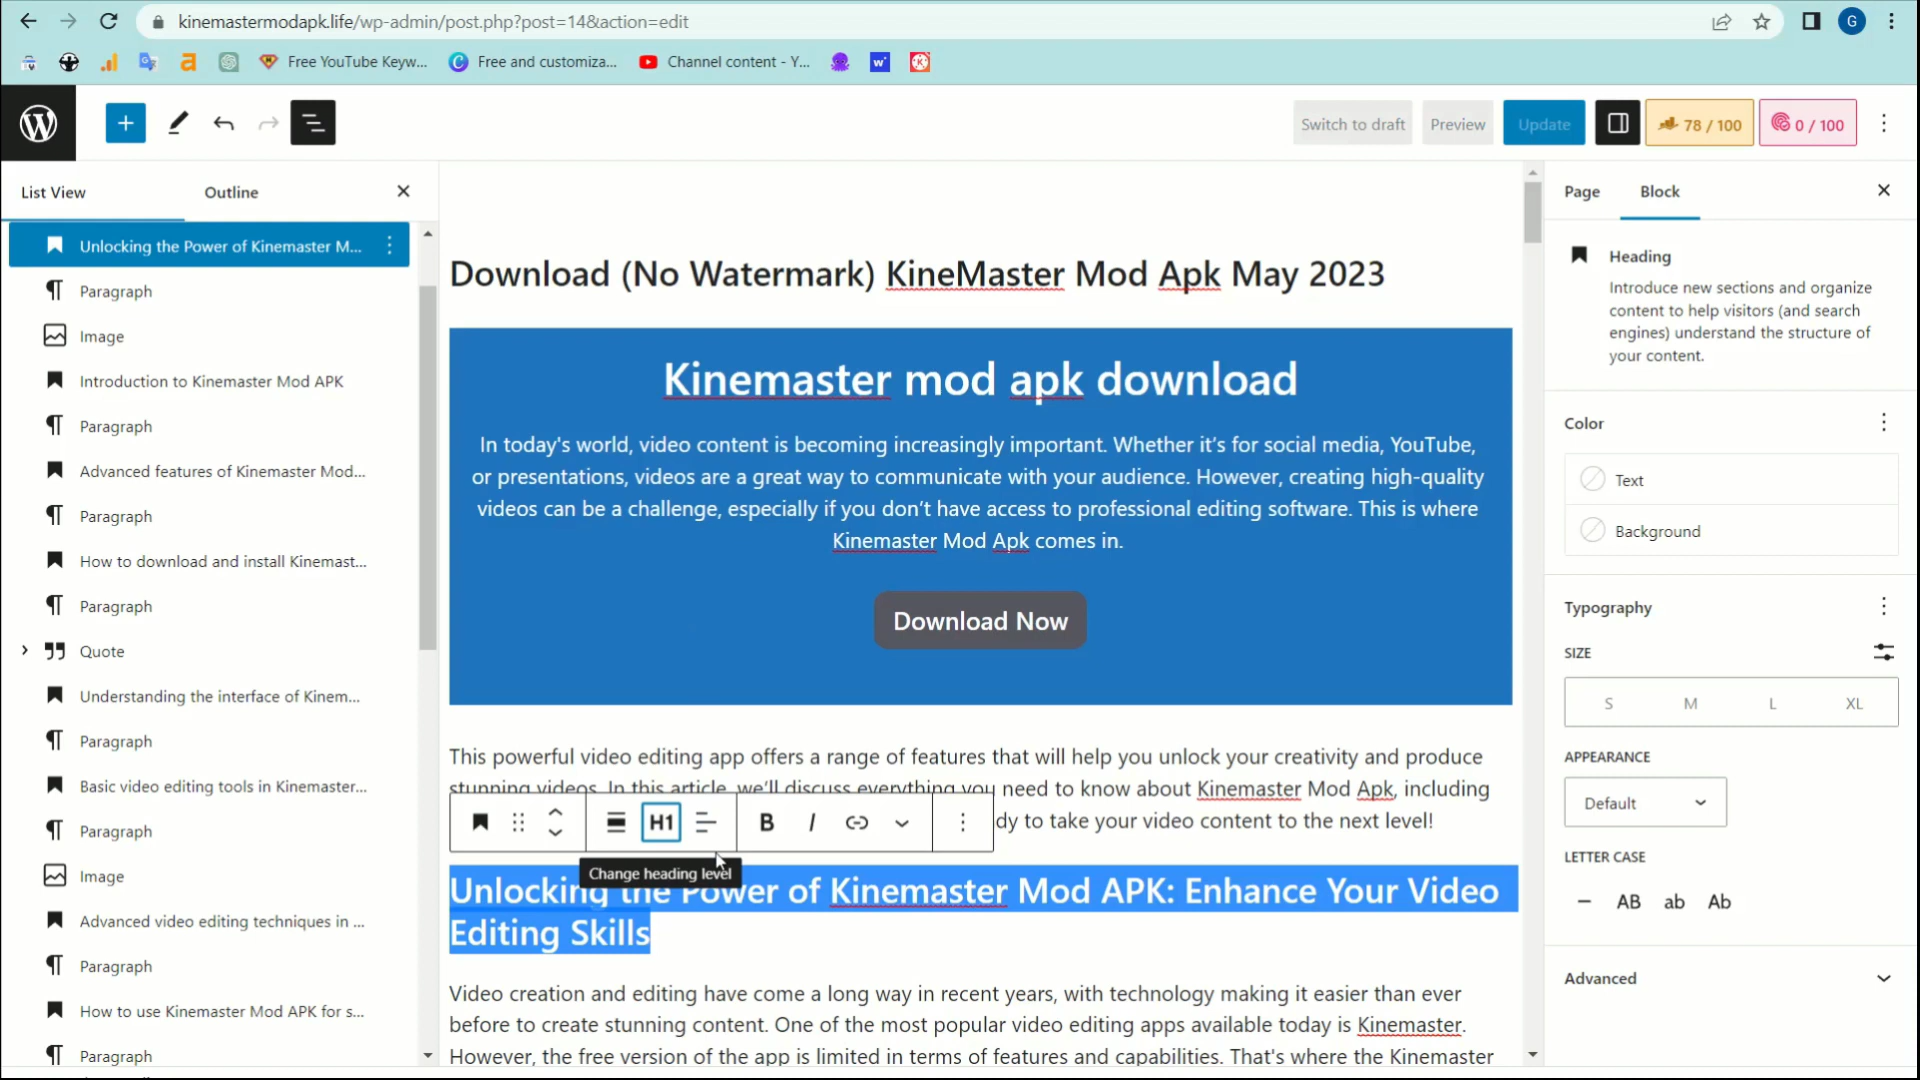 kinemastermodapk.life/wp-admin/post.php?post=14&action=edit
G
Free YouTube Keyw...
Free and customiza...
Channel content - Y...
Switch to draft
Preview
Update
78 / 100
0 / 100
List View
Outline
Unlocking the Power of Kinemaster M...
Paragraph
Image
Introduction to Kinemaster Mod APK
Paragraph
Advanced features of Kinemaster Mod...
Paragraph
How to download and install Kinemast...
Paragraph
Quote
Understanding the interface of Kinem...
Paragraph
Basic video editing tools in Kinemaster...
Paragraph
Image
Advanced video editing techniques in ...
Paragraph
How to use Kinemaster Mod APK for s...
Paragraph
Download (No Watermark) KineMaster Mod Apk May 2023
Kinemaster mod apk download
In today's world, video content is becoming increasingly important. Whether it's for social media, YouTube,
or presentations, videos are a great way to communicate with your audience. However, creating high-quality
videos can be a challenge, especially if you don't have access to professional editing software. This is where
Kinemaster Mod Apk comes in.
Download Now
This powerful video editing app offers a range of features that will help you unlock your creativity and produce
stunning videos. In this article, we'll discuss everything you need to know about Kinemaster Mod Apk, including
dy to take your video content to the next level!
H1
B
I
Change heading level
Unlocking the Power of Kinemaster Mod APK: Enhance Your Video
Editing Skills
Video creation and editing have come a long way in recent years, with technology making it easier than ever
before to create stunning content. One of the most popular video editing apps available today is Kinemaster.
However, the free version of the app is limited in terms of features and capabilities. That's where the Kinemaster
Page
Block
Heading
Introduce new sections and organize
content to help visitors (and search
engines) understand the structure of
your content.
Color
Text
Background
Typography
SIZE
S M L XL
APPEARANCE
Default
LETTER CASE
— AB ab Ab
Advanced